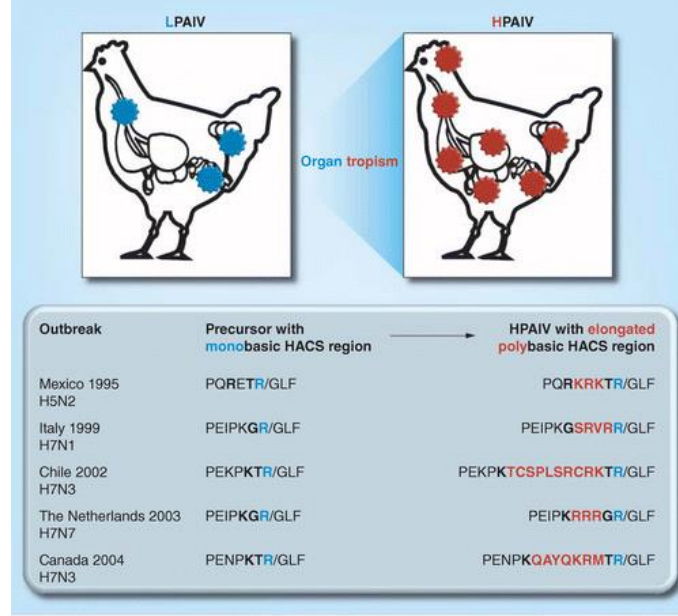 LPAIV
HPAIV
Organ tropism
Outbreak
Precursor with
monobasic HACS region
HPAIV with elongated
polybasic HACS region
Mexico 1995
H5N2
PQRETR/GLF
PQRKRKTR/GLF
Italy 1999
H7N1
PEIPKGR/GLF
PEIPKGSRVRR/GLF
Chile 2002
H7N3
PEKPKTR/GLF
PEKPKTCSPLSRCRKTR/GLF
The Netherlands 2003
H7N7
PEIPKGR/GLF
PEIPKRRRGR/GLF
Canada 2004
H7N3
PENPKTR/GLF
PENPKQAYQKRMTR/GLF